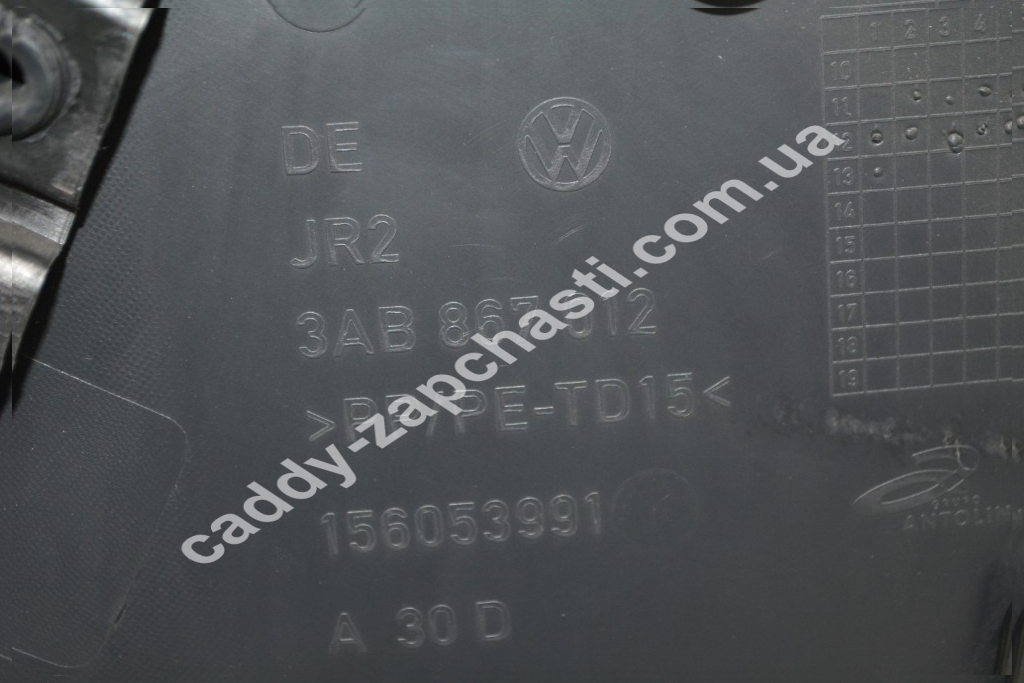 1 2 3 4
10
11
12
13
14
15
16
17
18
19
DE
JR2
3AB 867 012
>PP/PE-TD15<
156053991
A 30 D
GRUPO
ANTOLIN
caddy-zapchasti.com.ua